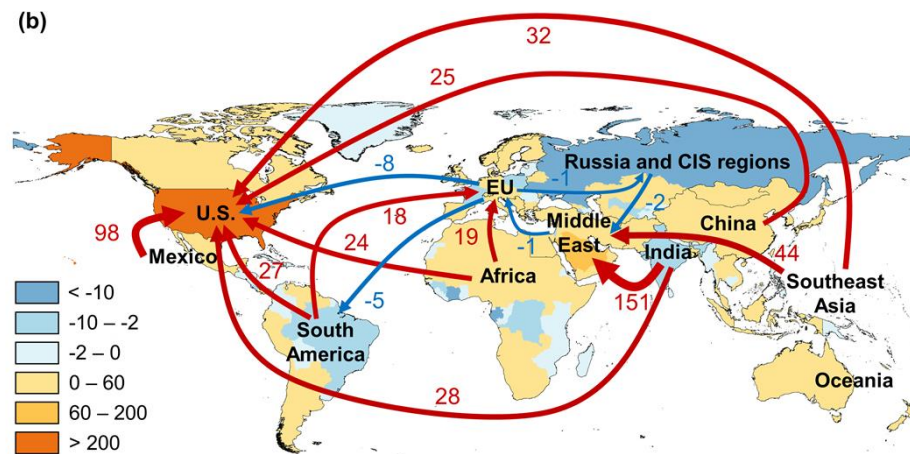 (b)
32
25
Russia and CIS regions
-8
-1
EU
U.S.
18
-2
Middle
East
China
98
Mexico
24
19
-1
India
44
27
Africa
151
Southeast
Asia
-5
South
America
28
Oceania
< -10
-10 – -2
-2 – 0
0 – 60
60 – 200
> 200